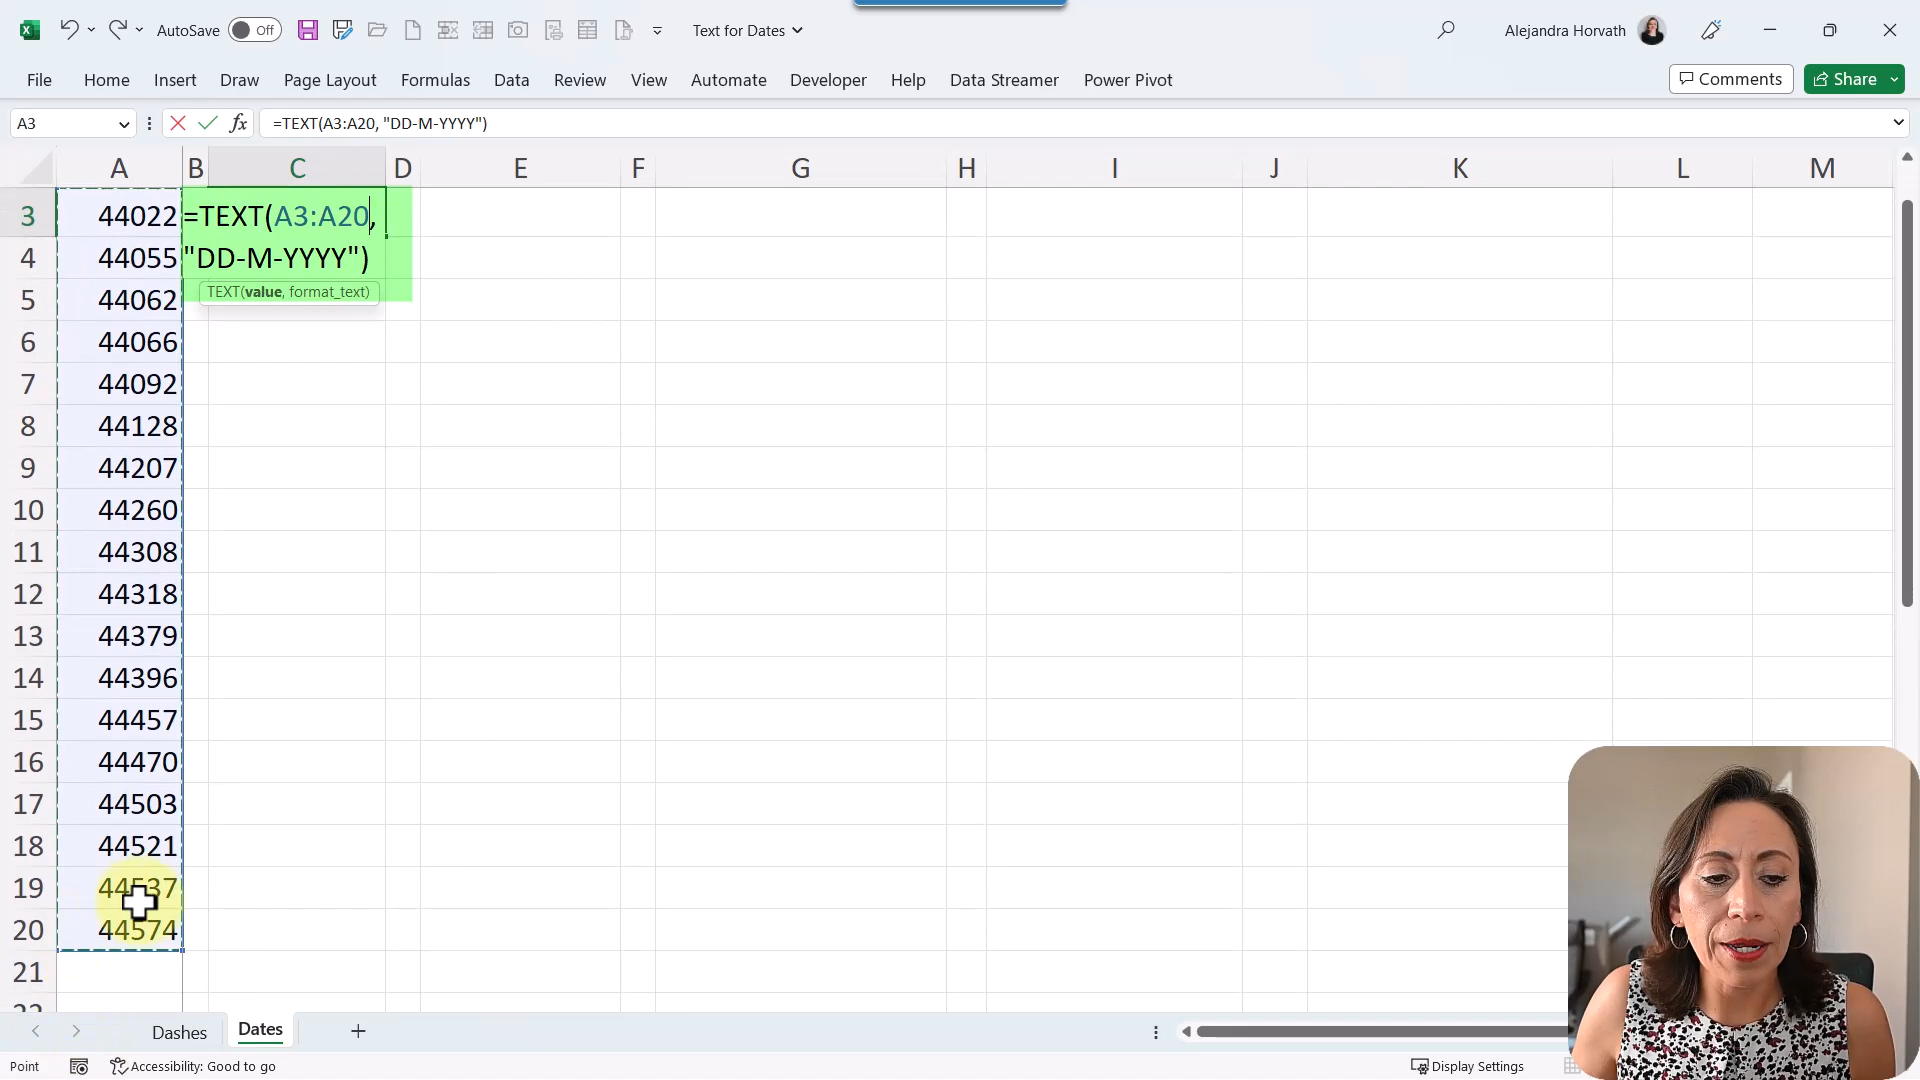 AutoSave Off Text for Dates Alejandra Horvath
File Home Insert Draw Page Layout Formulas Data Review View Automate Developer Help Data Streamer Power Pivot Comments Share
A3 fx =TEXT(A3:A20, "DD-M-YYYY")
A B C D E F G H I J K L M
3 44022 =TEXT(A3:A20,
4 44055 "DD-M-YYYY")
TEXT(value, format_text)
5 44062
6 44066
7 44092
8 44128
9 44207
10 44260
11 44308
12 44318
13 44379
14 44396
15 44457
16 44470
17 44503
18 44521
19 44537
20 44574
21
22
Dashes Dates
Point Accessibility: Good to go Display Settings